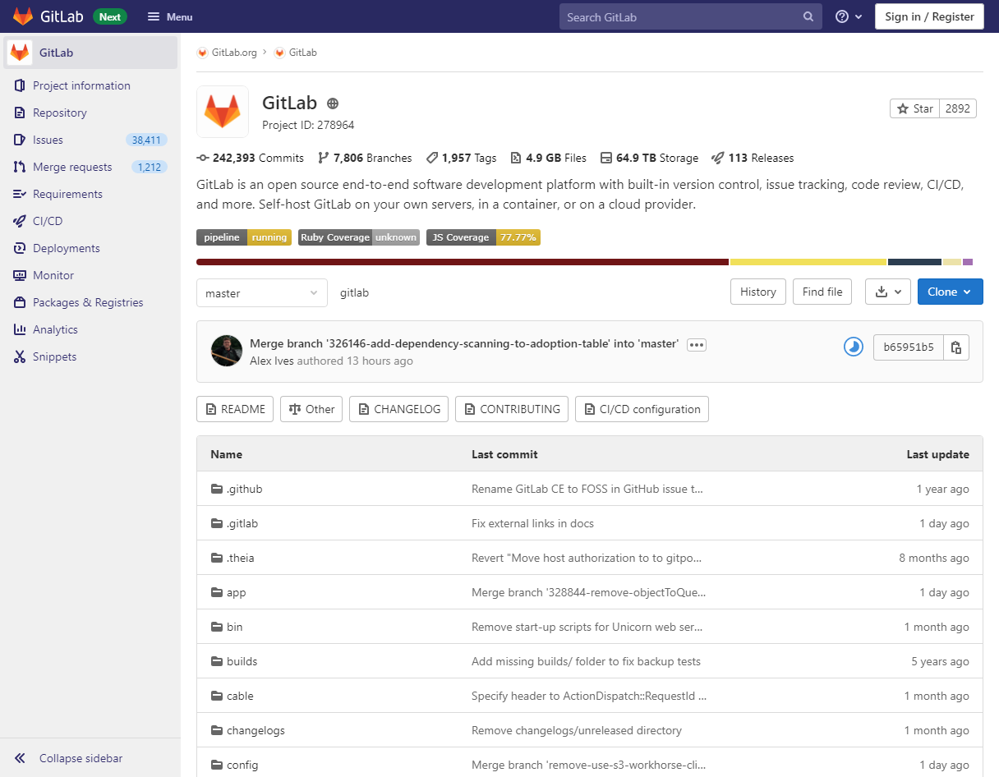 GitLab Next Menu Search GitLab Sign in / Register
GitLab
Project information
Repository
Issues 38,411
Merge requests 1,212
Requirements
CI/CD
Deployments
Monitor
Packages & Registries
Analytics
Snippets
Collapse sidebar
GitLab.org › GitLab
GitLab
Project ID: 278964
Star 2892
242,393 Commits 7,806 Branches 1,957 Tags 4.9 GB Files 64.9 TB Storage 113 Releases
GitLab is an open source end-to-end software development platform with built-in version control, issue tracking, code review, CI/CD,
and more. Self-host GitLab on your own servers, in a container, or on a cloud provider.
pipeline running Ruby Coverage unknown JS Coverage 77.77%
master gitlab History Find file Clone
Merge branch '326146-add-dependency-scanning-to-adoption-table' into 'master'
Alex Ives authored 13 hours ago
b65951b5
README Other CHANGELOG CONTRIBUTING CI/CD configuration
Name Last commit Last update
.github Rename GitLab CE to FOSS in GitHub issue t... 1 year ago
.gitlab Fix external links in docs 1 day ago
.theia Revert "Move host authorization to to gitpo... 8 months ago
app Merge branch '328844-remove-objectToQue... 1 day ago
bin Remove start-up scripts for Unicorn web ser... 1 month ago
builds Add missing builds/ folder to fix backup tests 5 years ago
cable Specify header to ActionDispatch::RequestId ... 1 month ago
changelogs Remove changelogs/unreleased directory 1 month ago
config Merge branch 'remove-use-s3-workhorse-cli... 1 day ago